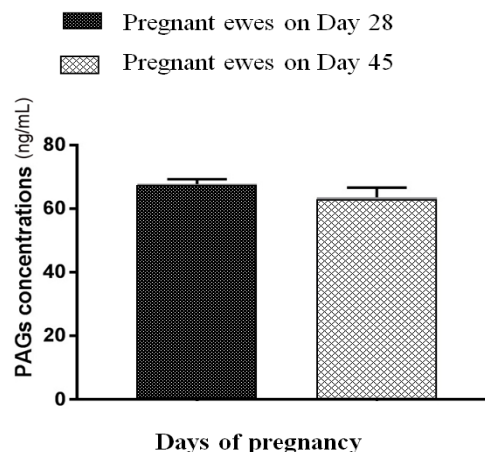 Pregnant ewes on Day 28
Pregnant ewes on Day 45
PAGs concentrations (ng/mL)
80
60
40
20
0
Days of pregnancy